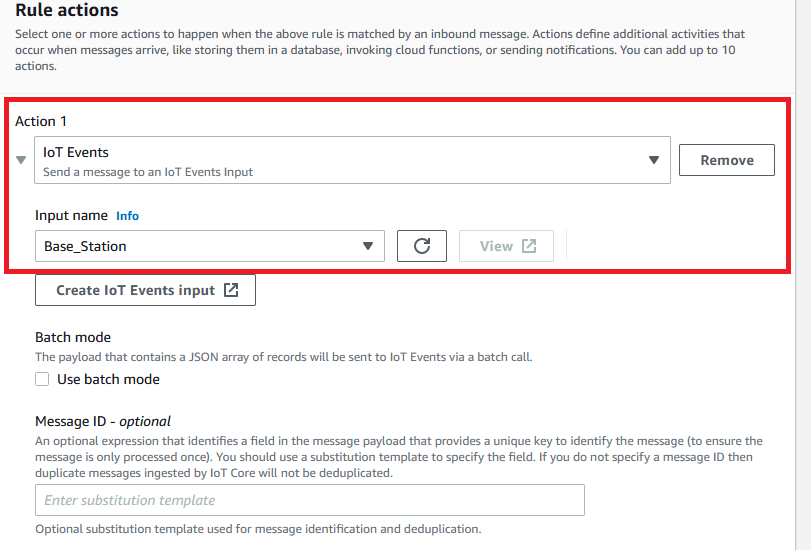 Rule actions
Select one or more actions to happen when the above rule is matched by an inbound message. Actions define additional activities that
occur when messages arrive, like storing them in a database, invoking cloud functions, or sending notifications. You can add up to 10
actions.
Action 1
IoT Events
Send a message to an IoT Events Input
Remove
Input name Info
Base_Station
View
Create IoT Events input
Batch mode
The payload that contains a JSON array of records will be sent to IoT Events via a batch call.
Use batch mode
Message ID - optional
An optional expression that identifies a field in the message payload that provides a unique key to identify the message (to ensure the
message is only processed once). You should use a substitution template to specify the field. If you do not specify a message ID then
duplicate messages ingested by IoT Core will not be deduplicated.
Enter substitution template
Optional substitution template used for message identification and deduplication.